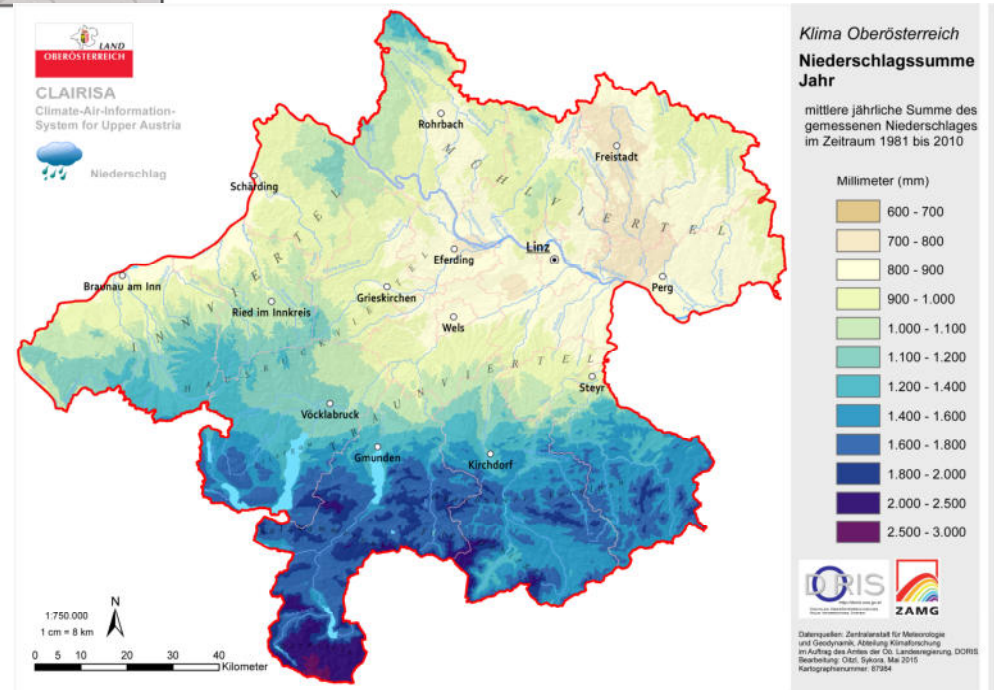 LAND
OBERÖSTERREICH
CLAIRISA
Climate-Air-Information-
System for Upper Austria
Niederschlag
Rohrbach
Freistadt
MÜHLVIERTEL
Schärding
Linz
Eferding
Perg
Braunau am Inn
Grieskirchen
Ried im Innkreis
INNVIERTEL
Wels
HAUSRUCKVIERTEL
TRAUNVIERTEL
Steyr
Vöcklabruck
Gmunden
Kirchdorf
N
1:750.000
1 cm = 8 km
0 5 10 20 30 40
Kilometer
Klima Oberösterreich
Niederschlagssumme
Jahr
mittlere jährliche Summe des
gemessenen Niederschlages
im Zeitraum 1981 bis 2010
Millimeter (mm)
600 - 700
700 - 800
800 - 900
900 - 1.000
1.000 - 1.100
1.100 - 1.200
1.200 - 1.400
1.400 - 1.600
1.600 - 1.800
1.800 - 2.000
2.000 - 2.500
2.500 - 3.000
DORIS
ZAMG
Datenquellen: Zentralanstalt für Meteorologie
und Geodynamik, Abteilung Klimaforschung
im Auftrag des Amtes der Oö. Landesregierung, DORIS
Bearbeitung: Sykora, Mai 2015
Kartographienummer: 87984